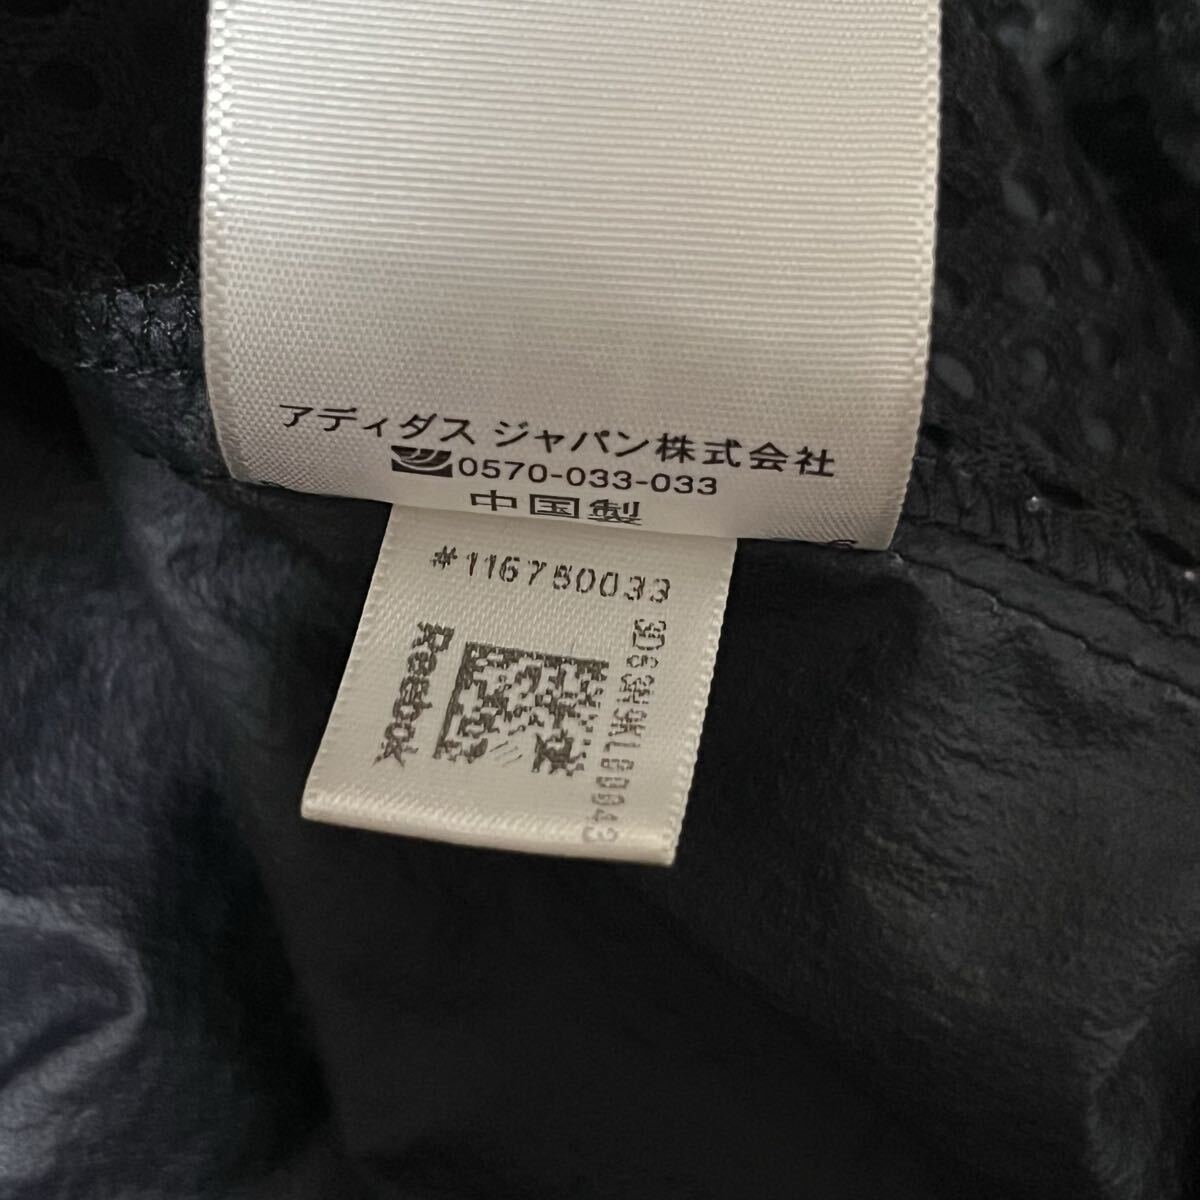 アディダス ジャパン株式会社
0570-033-033
中国製
*116750033
Reebok